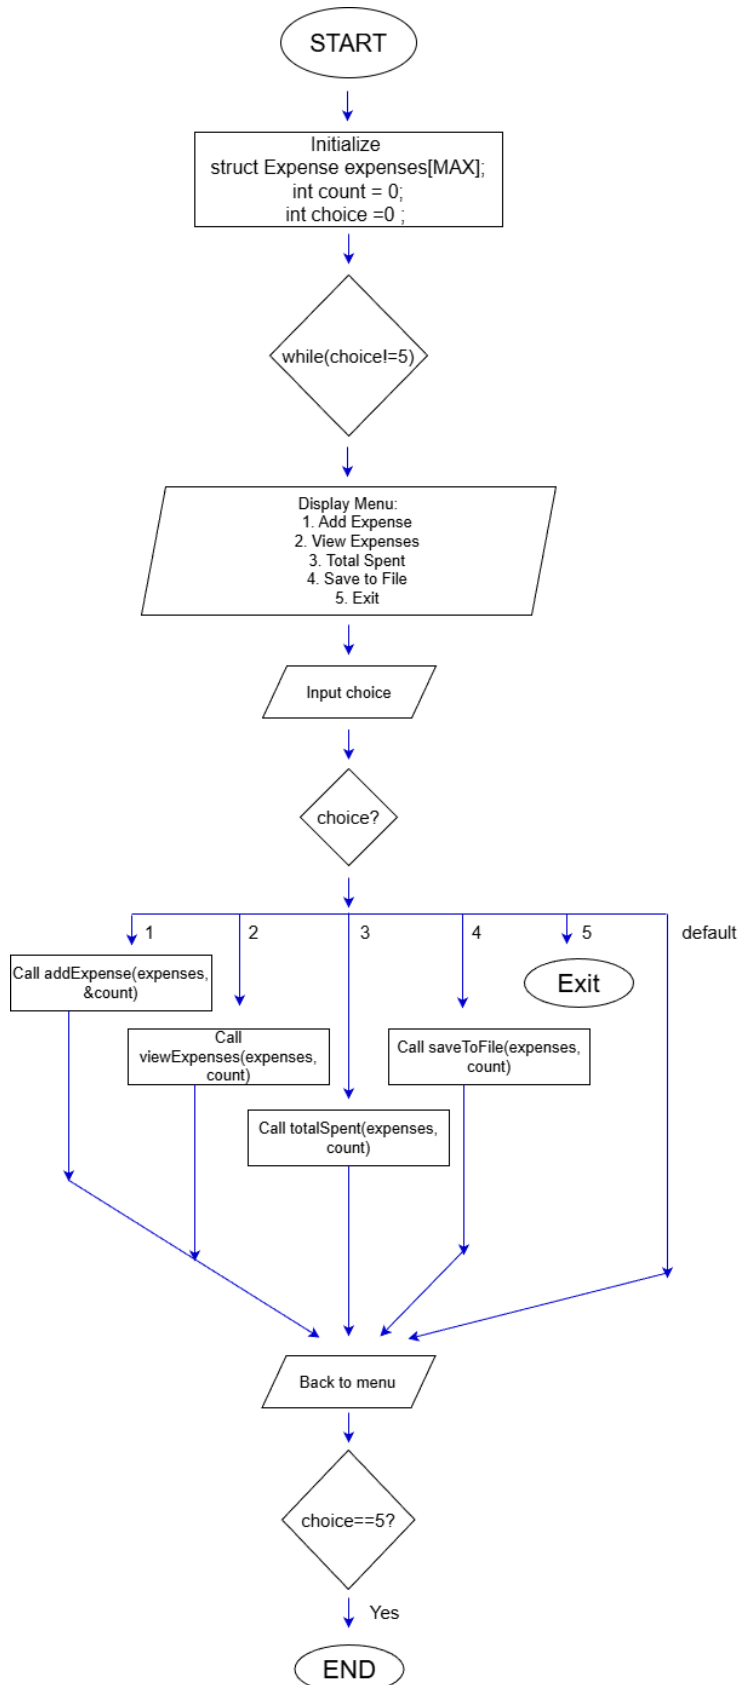 START
Initialize
struct Expense expenses[MAX];
int count = 0;
int choice =0 ;
while(choice!=5)
Display Menu:
1. Add Expense
2. View Expenses
3. Total Spent
4. Save to File
5. Exit
Input choice
choice?
1
2
3
4
5
default
Call addExpense(expenses,
&count)
Exit
Call
viewExpenses(expenses,
count)
Call saveToFile(expenses,
count)
Call totalSpent(expenses,
count)
Back to menu
choice==5?
Yes
END